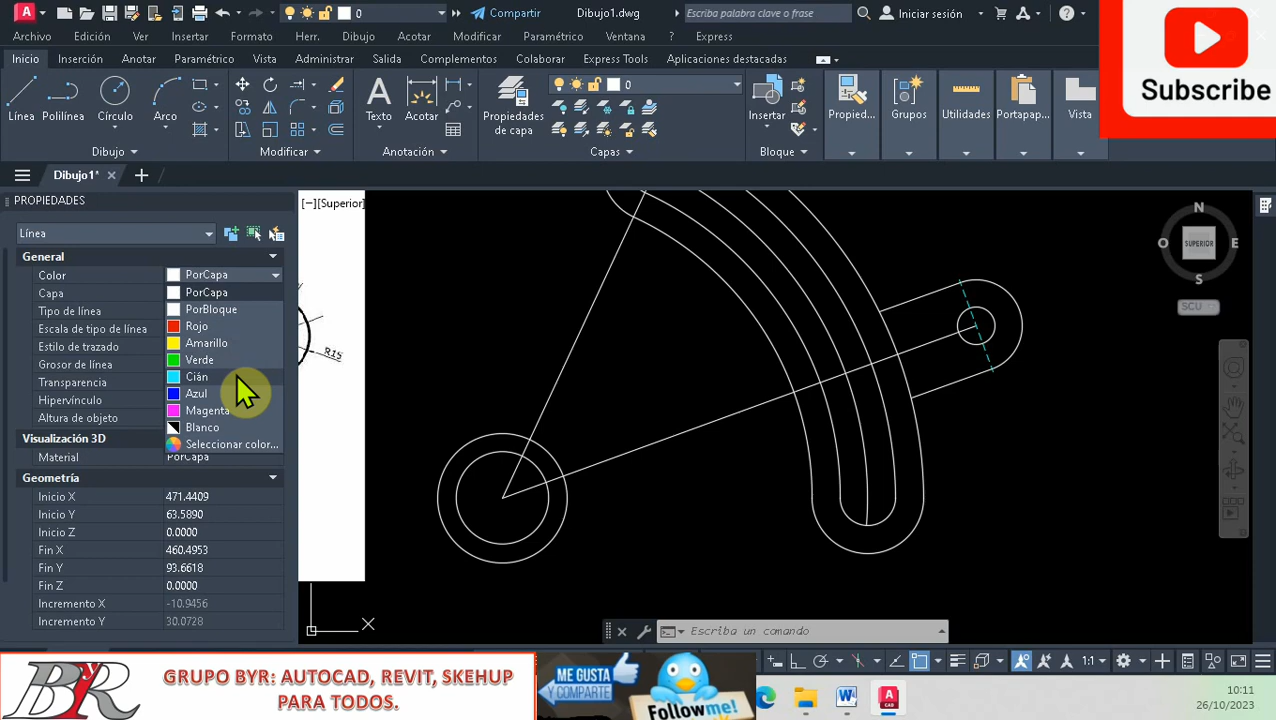 0
Compartir
Dibujo1.dwg
Escriba palabra clave o frase
Iniciar sesión
Archivo Editar Ver Insertar Formato Herr. Dibujo Acotar Modificar Paramétrico Ventana ? Express
Inicio Inserción Anotar Paramétrico Vista Administrar Salida Complementos Colaborar Express Tools Aplicaciones destacadas
Subscribe
0
Línea Polilínea Círculo Arco
Texto Acotar
Propiedades
de capa
Insertar
Propied... Grupos Utilidades Portapap... Vista
Dibujo Modificar Anotación Capas Bloque
Dibujo1*
PROPIEDADES
[−][Superior]
Línea
General
Color PorCapa
Capa PorCapa
Tipo de línea PorBloque
Escala de tipo de línea Rojo
Estilo de trazado Amarillo
Grosor de línea Verde
Transparencia Cián
Hipervínculo Azul
Altura de objeto Magenta
Blanco
Visualización 3D Seleccionar color...
Material PorCapa
Geometría
Inicio X 471.4409
Inicio Y 63.5890
Inicio Z 0.0000
Fin X 460.4953
Fin Y 93.6618
Fin Z 0.0000
Incremento X -10.9456
Incremento Y 30.0728
R15
N
O SUPERIOR E
S
SCU
X
Escriba un comando
1:1
ByR
GRUPO BYR: AUTOCAD, REVIT, SKEHUP
PARA TODOS.
ME GUSTA
Y COMPARTE
Follow me!
W
A
CAD
10:11
26/10/2023